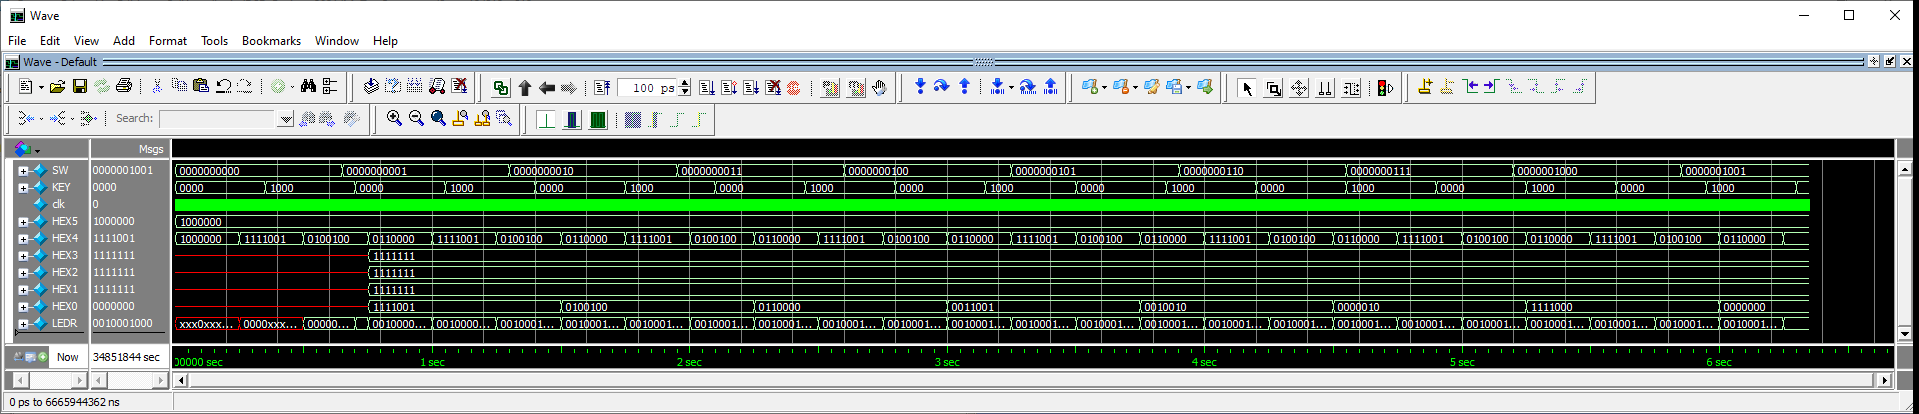 Wave
File Edit View Add Format Tools Bookmarks Window Help
Wave - Default
100 ps
Search:
Msgs
SW 0000001001 0000000000 0000000001 0000000010 0000000011 0000000100 0000000101 0000000110 0000000111 0000001000 0000001001
KEY 0000 0000 1000 0000 1000 0000 1000 0000 1000 0000 1000 0000 1000 0000 1000 0000 1000 0000 1000
clk 0
HEX5 1000000 1000000
HEX4 1111001 1000000 1111001 0100100 0110000 1111001 0100100 0110000 1111001 0100100 0110000 1111001 0100100 0110000 1111001 0100100 0110000 1111001 0100100 0110000 1111001 0100100 0110000 1111001 0100100 0110000
HEX3 1111111 1111111
HEX2 1111111 1111111
HEX1 1111111 1111111
HEX0 0000000 1111001 0100100 0110000 0011001 0010010 0000010 1111000 0000000
LEDR 0010001000 xxx0xxx... 0000xxx... 00000... 0010000... 0010000... 0010001... 0010001... 0010001... 0010001... 0010001... 0010001... 0010001... 0010001... 0010001... 0010001... 0010001... 0010001... 0010001... 0010001... 0010001... 0010001... 0010001... 0010001... 0010001...
Now 34851844 sec 00000 sec 1 sec 2 sec 3 sec 4 sec 5 sec 6 sec
0 ps to 6665944362 ns